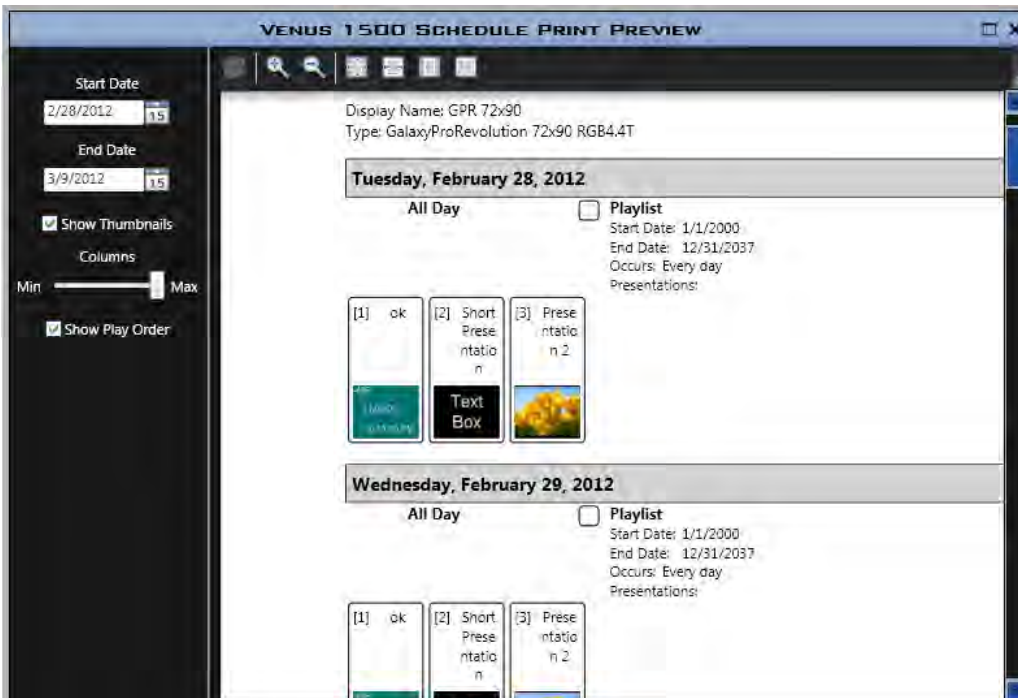 VENUS 1500 SCHEDULE PRINT PREVIEW
Start Date
2/28/2012 15
End Date
3/9/2012 15
Show Thumbnails
Columns
Min Max
Show Play Order
Display Name: GPR 72x90
Type: GalaxyProRevolution 72x90 RGB4.4T
Tuesday, February 28, 2012
All Day
Playlist
Start Date: 1/1/2000
End Date: 12/31/2037
Occurs: Every day
Presentations:
[1] ok
[2] Short
Prese
ntatio
n
Text
Box
[3] Prese
ntatio
n 2
Wednesday, February 29, 2012
All Day
Playlist
Start Date: 1/1/2000
End Date: 12/31/2037
Occurs: Every day
Presentations:
[1] ok
[2] Short
Prese
ntatio
n
[3] Prese
ntatio
n 2